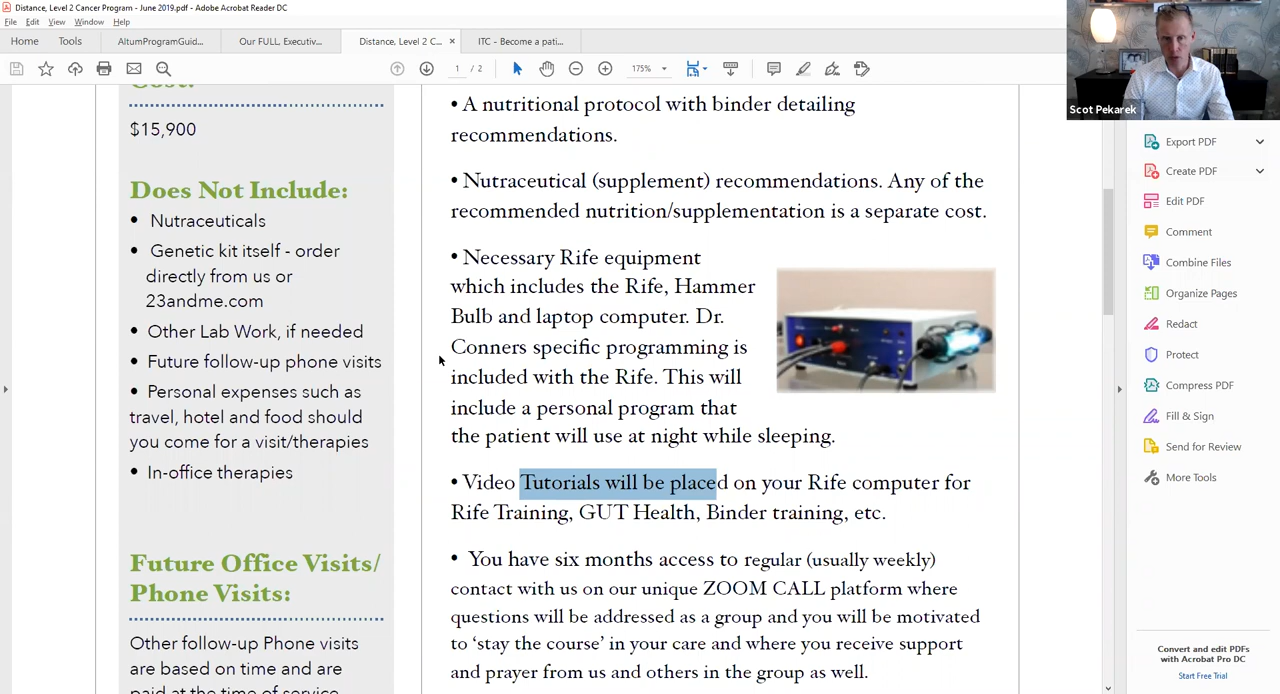 Distance, Level 2 Cancer Program - June 2019.pdf - Adobe Acrobat Reader DC
File Edit View Window Help
Home Tools AltumProgramGuid... Our FULL, Executiv... Distance, Level 2 C... × ITC - Become a pati...
1 / 2 175%
Scot Pekarek
Cost:
$15,900
Does Not Include:
• Nutraceuticals
• Genetic kit itself - order
directly from us or
23andme.com
• Other Lab Work, if needed
• Future follow-up phone visits
• Personal expenses such as
travel, hotel and food should
you come for a visit/therapies
• In-office therapies
Future Office Visits/
Phone Visits:
Other follow-up Phone visits
are based on time and are
paid at the time of service
• A nutritional protocol with binder detailing
recommendations.
• Nutraceutical (supplement) recommendations. Any of the
recommended nutrition/supplementation is a separate cost.
• Necessary Rife equipment
which includes the Rife, Hammer
Bulb and laptop computer. Dr.
Conners specific programming is
included with the Rife. This will
include a personal program that
the patient will use at night while sleeping.
• Video Tutorials will be placed on your Rife computer for
Rife Training, GUT Health, Binder training, etc.
• You have six months access to regular (usually weekly)
contact with us on our unique ZOOM CALL platform where
questions will be addressed as a group and you will be motivated
to ‘stay the course’ in your care and where you receive support
and prayer from us and others in the group as well.
Export PDF
Create PDF
Edit PDF
Comment
Combine Files
Organize Pages
Redact
Protect
Compress PDF
Fill & Sign
Send for Review
More Tools
Convert and edit PDFs
with Acrobat Pro DC
Start Free Trial